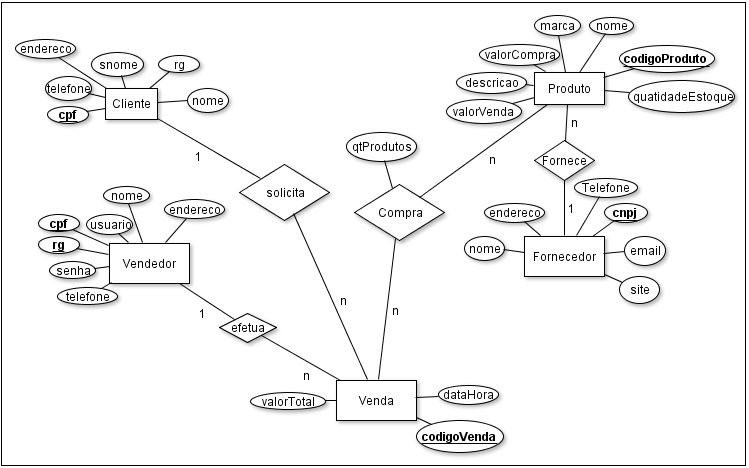 marca
nome
endereco
snome
rg
valorCompra
codigoProduto
telefone
descricao
Produto
quatidadeEstoque
cpf
Cliente
nome
valorVenda
n
1
qtProdutos
n
Fornece
nome
solicita
Telefone
usuario
endereco
Compra
endereco
1
cnpj
cpf
rg
Vendedor
nome
Fornecedor
email
senha
telefone
site
1
efetua
n
n
n
valorTotal
Venda
dataHora
codigoVenda